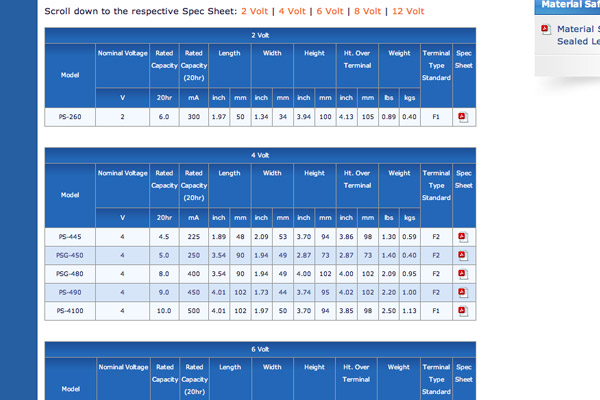 Scroll down to the respective Spec Sheet: 2 Volt | 4 Volt | 6 Volt | 8 Volt | 12 Volt
Material Saf
Material S
Sealed Le
2 Volt
Model Nominal Voltage Rated Capacity Rated Capacity (20hr) Length Width Height Ht. Over Terminal Weight Terminal Type Standard Spec Sheet
V 20hr mA inch mm inch mm inch mm inch mm lbs kgs
PS-260 2 6.0 300 1.97 50 1.34 34 3.94 100 4.13 105 0.89 0.40 F1
4 Volt
Model Nominal Voltage Rated Capacity Rated Capacity (20hr) Length Width Height Ht. Over Terminal Weight Terminal Type Standard Spec Sheet
V 20hr mA inch mm inch mm inch mm inch mm lbs kgs
PS-445 4 4.5 225 1.89 48 2.09 53 3.70 94 3.86 98 1.30 0.59 F2
PSG-450 4 5.0 250 3.54 90 1.94 49 2.87 73 2.87 73 1.40 0.40 F2
PSG-480 4 8.0 400 3.54 90 1.94 49 4.00 102 4.00 102 2.09 0.95 F2
PS-490 4 9.0 450 4.01 102 1.73 44 3.74 95 4.02 102 2.20 1.00 F2
PS-4100 4 10.0 500 4.01 102 1.97 50 3.70 94 3.85 98 2.50 1.13 F1
6 Volt
Model Nominal Voltage Rated Capacity Rated Capacity (20hr) Length Width Height Ht. Over Terminal Weight Terminal Type Standard Spec Sheet